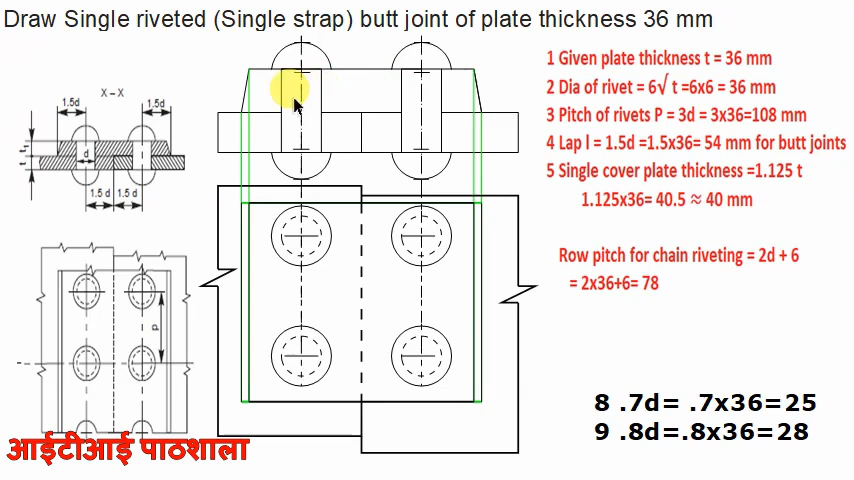 Draw Single riveted (Single strap) butt joint of plate thickness 36 mm
1 Given plate thickness t = 36 mm
2 Dia of rivet = 6√ t =6x6 = 36 mm
3 Pitch of rivets P = 3d = 3x36=108 mm
4 Lap l = 1.5d =1.5x36= 54 mm for butt joints
5 Single cover plate thickness =1.125 t
1.125x36= 40.5 ≈ 40 mm
Row pitch for chain riveting = 2d + 6
= 2x36+6= 78
8 .7d= .7x36=25
9 .8d=.8x36=28
X – X
1.5d 1.5d
t₁
d
t
1.5 d 1.5 d
P
आईटीआई पाठशाला